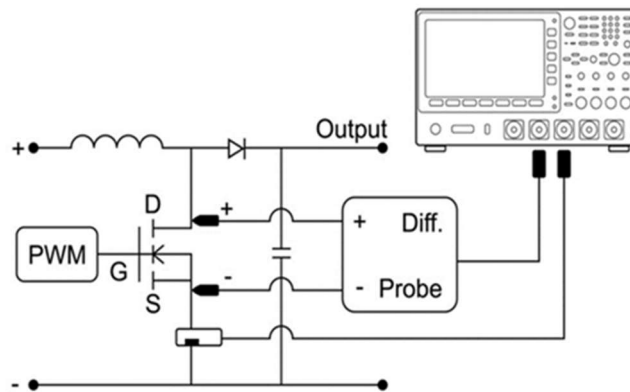 Output
+
D
+
+ Diff.
PWM
G
S
-
- Probe
-